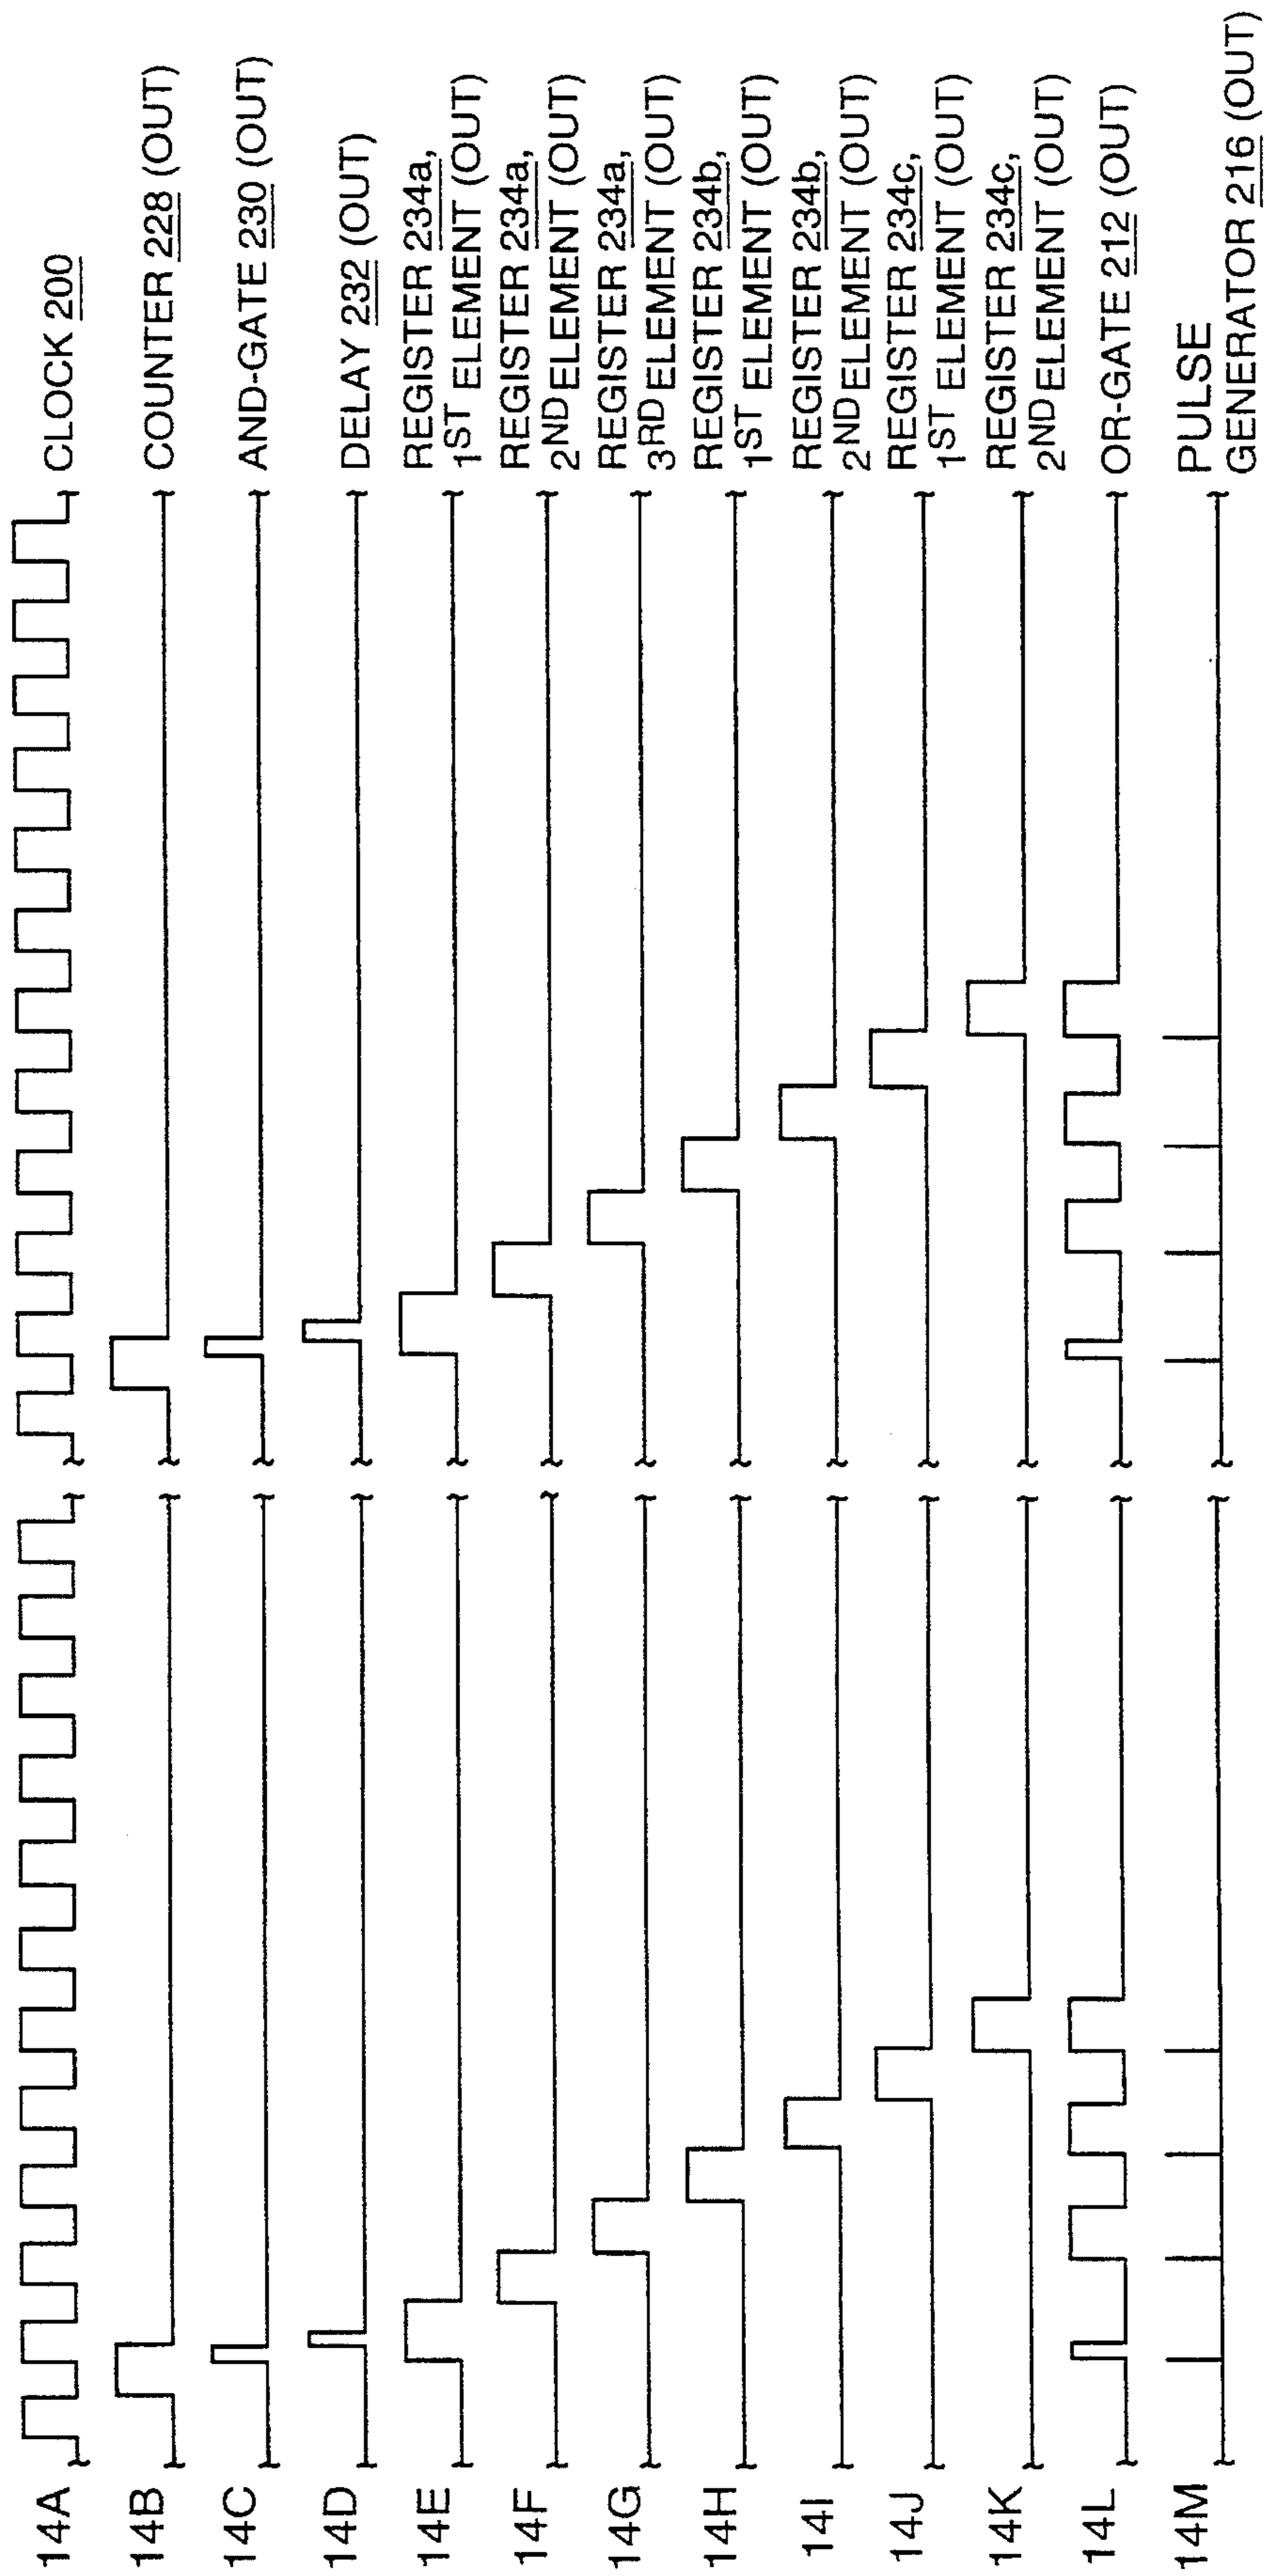 14A CLOCK 200
14B COUNTER 228 (OUT)
14C AND-GATE 230 (OUT)
14D DELAY 232 (OUT)
14E REGISTER 234a,
1ST ELEMENT (OUT)
14F REGISTER 234a,
2ND ELEMENT (OUT)
14G REGISTER 234a,
3RD ELEMENT (OUT)
14H REGISTER 234b,
1ST ELEMENT (OUT)
14I REGISTER 234b,
2ND ELEMENT (OUT)
14J REGISTER 234c,
1ST ELEMENT (OUT)
14K REGISTER 234c,
2ND ELEMENT (OUT)
14L OR-GATE 212 (OUT)
14M PULSE
GENERATOR 216 (OUT)